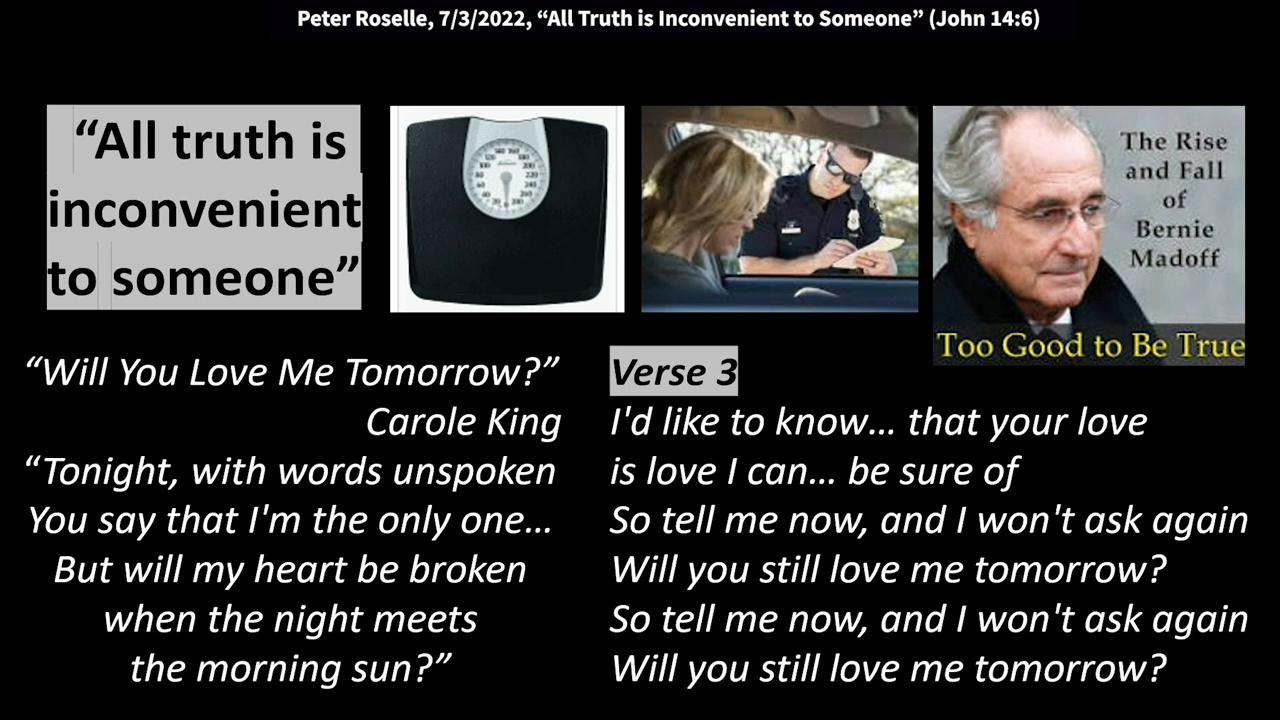 Peter Roselle, 7/3/2022, “All Truth is Inconvenient to Someone” (John 14:6)
“All truth is
inconvenient
to someone”
The Rise
and Fall
of
Bernie
Madoff
Too Good to Be True
“Will You Love Me Tomorrow?”
Carole King
“Tonight, with words unspoken
You say that I'm the only one...
But will my heart be broken
when the night meets
the morning sun?”
Verse 3
I'd like to know... that your love
is love I can... be sure of
So tell me now, and I won't ask again
Will you still love me tomorrow?
So tell me now, and I won't ask again
Will you still love me tomorrow?